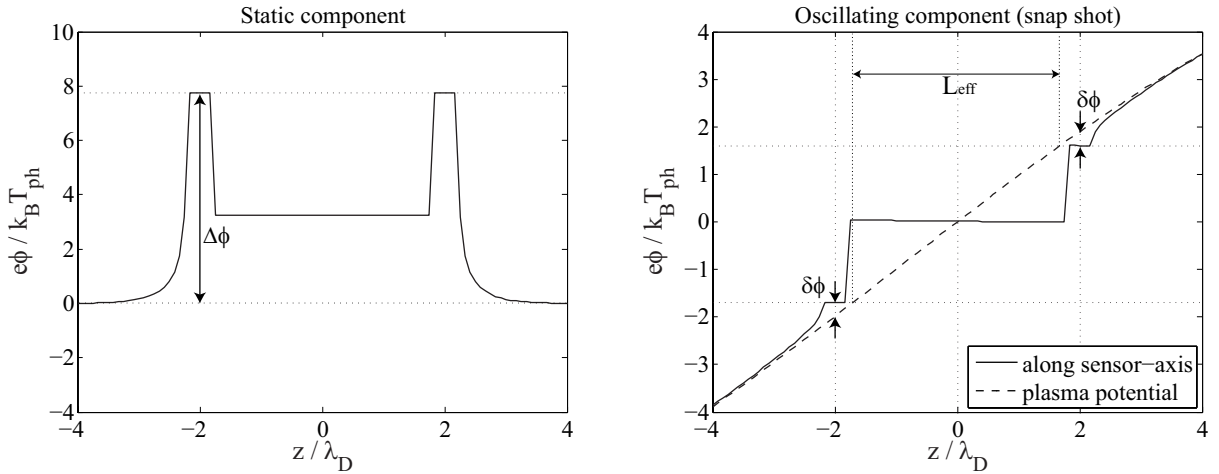 Static component
10
8
6
4
2
0
−2
−4
eϕ / k_B T_ph
Δϕ
−4 −2 0 2 4
z / λ_D
Oscillating component (snap shot)
4
3
2
1
0
−1
−2
−3
−4
eϕ / k_B T_ph
L_eff
δϕ
δϕ
along sensor−axis
plasma potential
−4 −2 0 2 4
z / λ_D